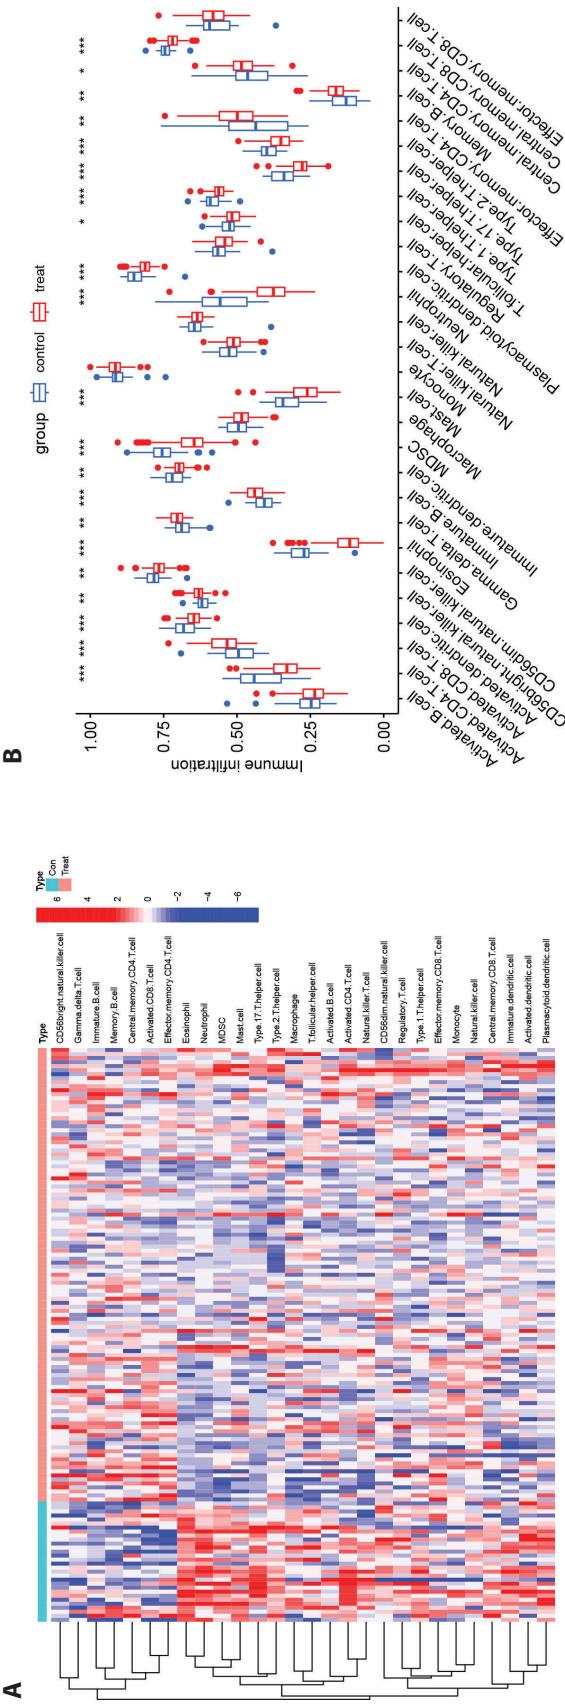 A
Type
CD56bright.natural.killer.cell
Gamma.delta.T.cell
Immature.B.cell
Memory.B.cell
Central.memory.CD4.T.cell
Activated.CD8.T.cell
Effector.memory.CD4.T.cell
Eosinophil
Neutrophil
MDSC
Mast.cell
Type.17.T.helper.cell
Type.2.T.helper.cell
Macrophage
T.follicular.helper.cell
Activated.B.cell
Activated.CD4.T.cell
Natural.killer.T.cell
CD56dim.natural.killer.cell
Regulatory.T.cell
Type.1.T.helper.cell
Effector.memory.CD8.T.cell
Monocyte
Natural.killer.cell
Central.memory.CD8.T.cell
Immature.dendritic.cell
Activated.dendritic.cell
Plasmacytoid.dendritic.cell
Type
Con
Treat
6
4
2
0
−2
−4
−6
B
group control treat
*** *** *** ** ** *** ** *** ** *** *** *** *** * *** *** ** ** * ***
1.00
0.75
0.50
0.25
0.00
Immune infiltration
Activated.B.cell
Activated.CD4.T.cell
Activated.CD8.T.cell
Activated.dendritic.cell
CD56bright.natural.killer.cell
CD56dim.natural.killer.cell
Eosinophil
Gamma.delta.T.cell
Immature.B.cell
Immature.dendritic.cell
MDSC
Macrophage
Mast.cell
Monocyte
Natural.killer.T.cell
Natural.killer.cell
Neutrophil
Plasmacytoid.dendritic.cell
Regulatory.T.cell
T.follicular.helper.cell
Type.1.T.helper.cell
Type.17.T.helper.cell
Type.2.T.helper.cell
Effector.memory.CD4.T.cell
Memory.B.cell
Central.memory.CD4.T.cell
Central.memory.CD8.T.cell
Effector.memory.CD8.T.cell